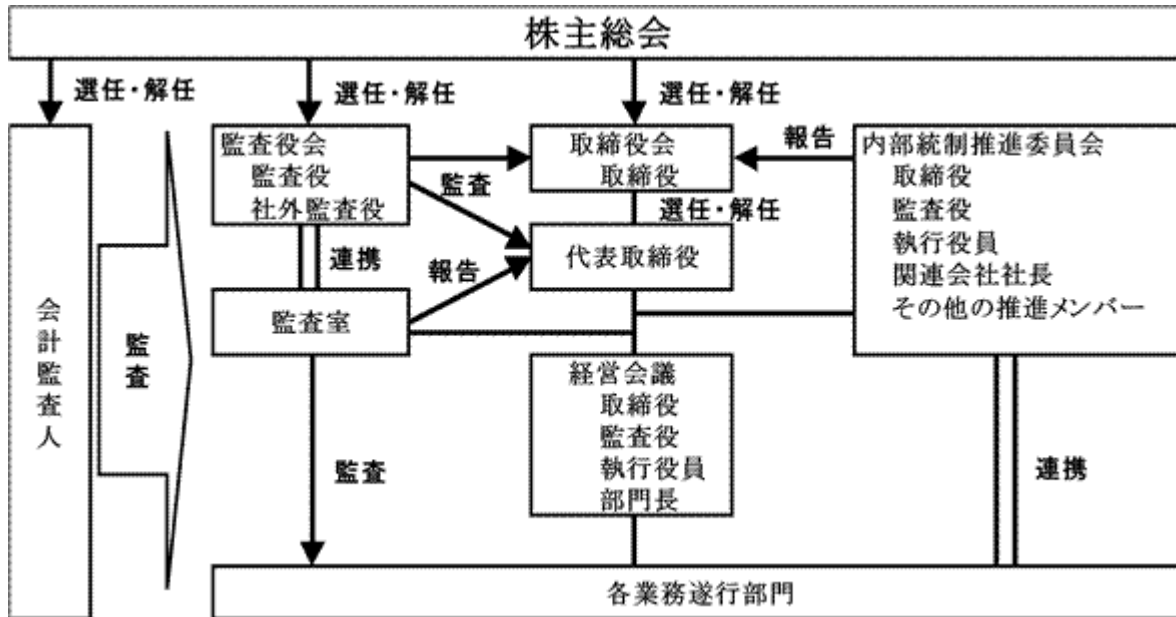 株主総会
選任・解任
選任・解任
選任・解任
会計監査人
監査
監査役会
監査役
社外監査役
監査
取締役会
取締役
報告
内部統制推進委員会
取締役
監査役
執行役員
関連会社社長
その他の推進メンバー
選任・解任
連携
報告
代表取締役
監査室
経営会議
取締役
監査役
執行役員
部門長
監査
連携
各業務遂行部門